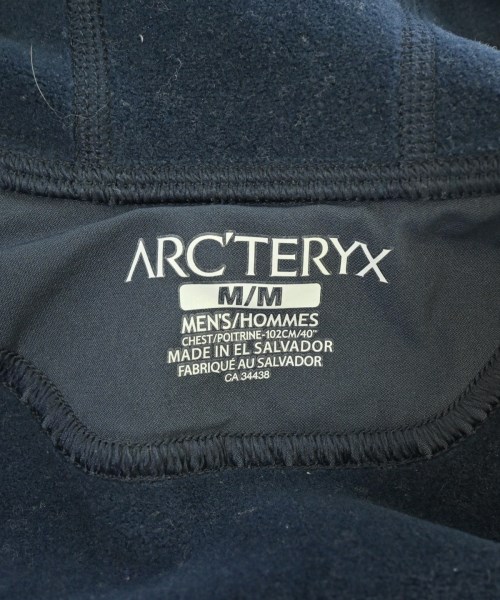 ARC'TERYX
M/M
MEN'S/HOMMES
CHEST/POITRINE-102CM/40"
MADE IN EL SALVADOR
FABRIQUÉ AU SALVADOR
CA 34438